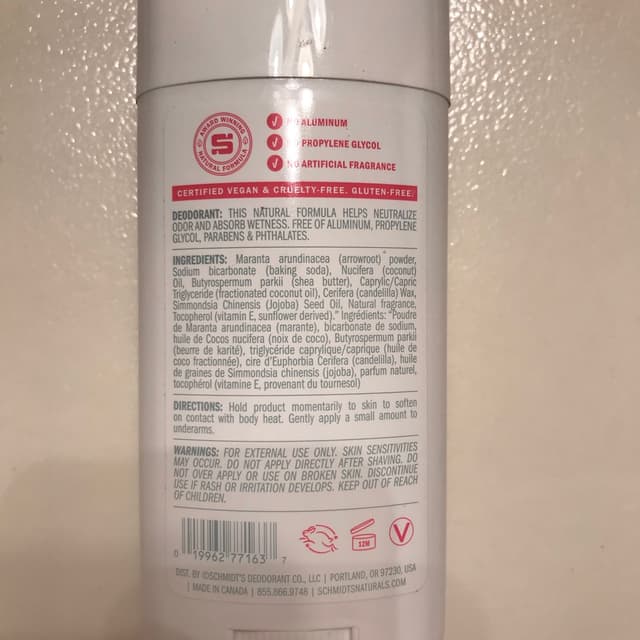 AWARD WINNING
S
NATURAL FORMULA
NO ALUMINUM
NO PROPYLENE GLYCOL
NO ARTIFICIAL FRAGRANCE
CERTIFIED VEGAN & CRUELTY-FREE. GLUTEN-FREE.
DEODORANT: THIS NATURAL FORMULA HELPS NEUTRALIZE
ODOR AND ABSORB WETNESS. FREE OF ALUMINUM, PROPYLENE
GLYCOL, PARABENS & PHTHALATES.
INGREDIENTS: Maranta arundinacea (arrowroot) powder,
Sodium bicarbonate (baking soda), Nucifera (coconut)
Oil, Butyrospermum parkii (shea butter), Caprylic/Capric
Triglyceride (fractionated coconut oil), Cerifera (candelilla) Wax,
Simmondsia Chinensis (Jojoba) Seed Oil, Natural fragrance,
Tocopherol (vitamin E, sunflower derived)." Ingrédients: "Poudre
de Maranta arundinacea (marante), bicarbonate de sodium,
huile de Cocos nucifera (noix de coco), Butyrospermum parkii
(beurre de karité), triglycéride caprylique/caprique (huile de
coco fractionnée), cire d'Euphorbia Cerifera (candelilla), huile
de graines de Simmondsia chinensis (jojoba), parfum naturel,
tocophérol (vitamine E, provenant du tournesol)
DIRECTIONS: Hold product momentarily to skin to soften
on contact with body heat. Gently apply a small amount to
underarms.
WARNINGS: FOR EXTERNAL USE ONLY. SKIN SENSITIVITIES
MAY OCCUR. DO NOT APPLY DIRECTLY AFTER SHAVING. DO
NOT OVER APPLY OR USE ON BROKEN SKIN. DISCONTINUE
USE IF RASH OR IRRITATION DEVELOPS. KEEP OUT OF REACH
OF CHILDREN.
0 19962 77163 7
12M
V
DIST. BY ©SCHMIDT'S DEODORANT CO., LLC | PORTLAND, OR 97230, USA
| MADE IN CANADA | 855.866.9748 | SCHMIDTSNATURALS.COM